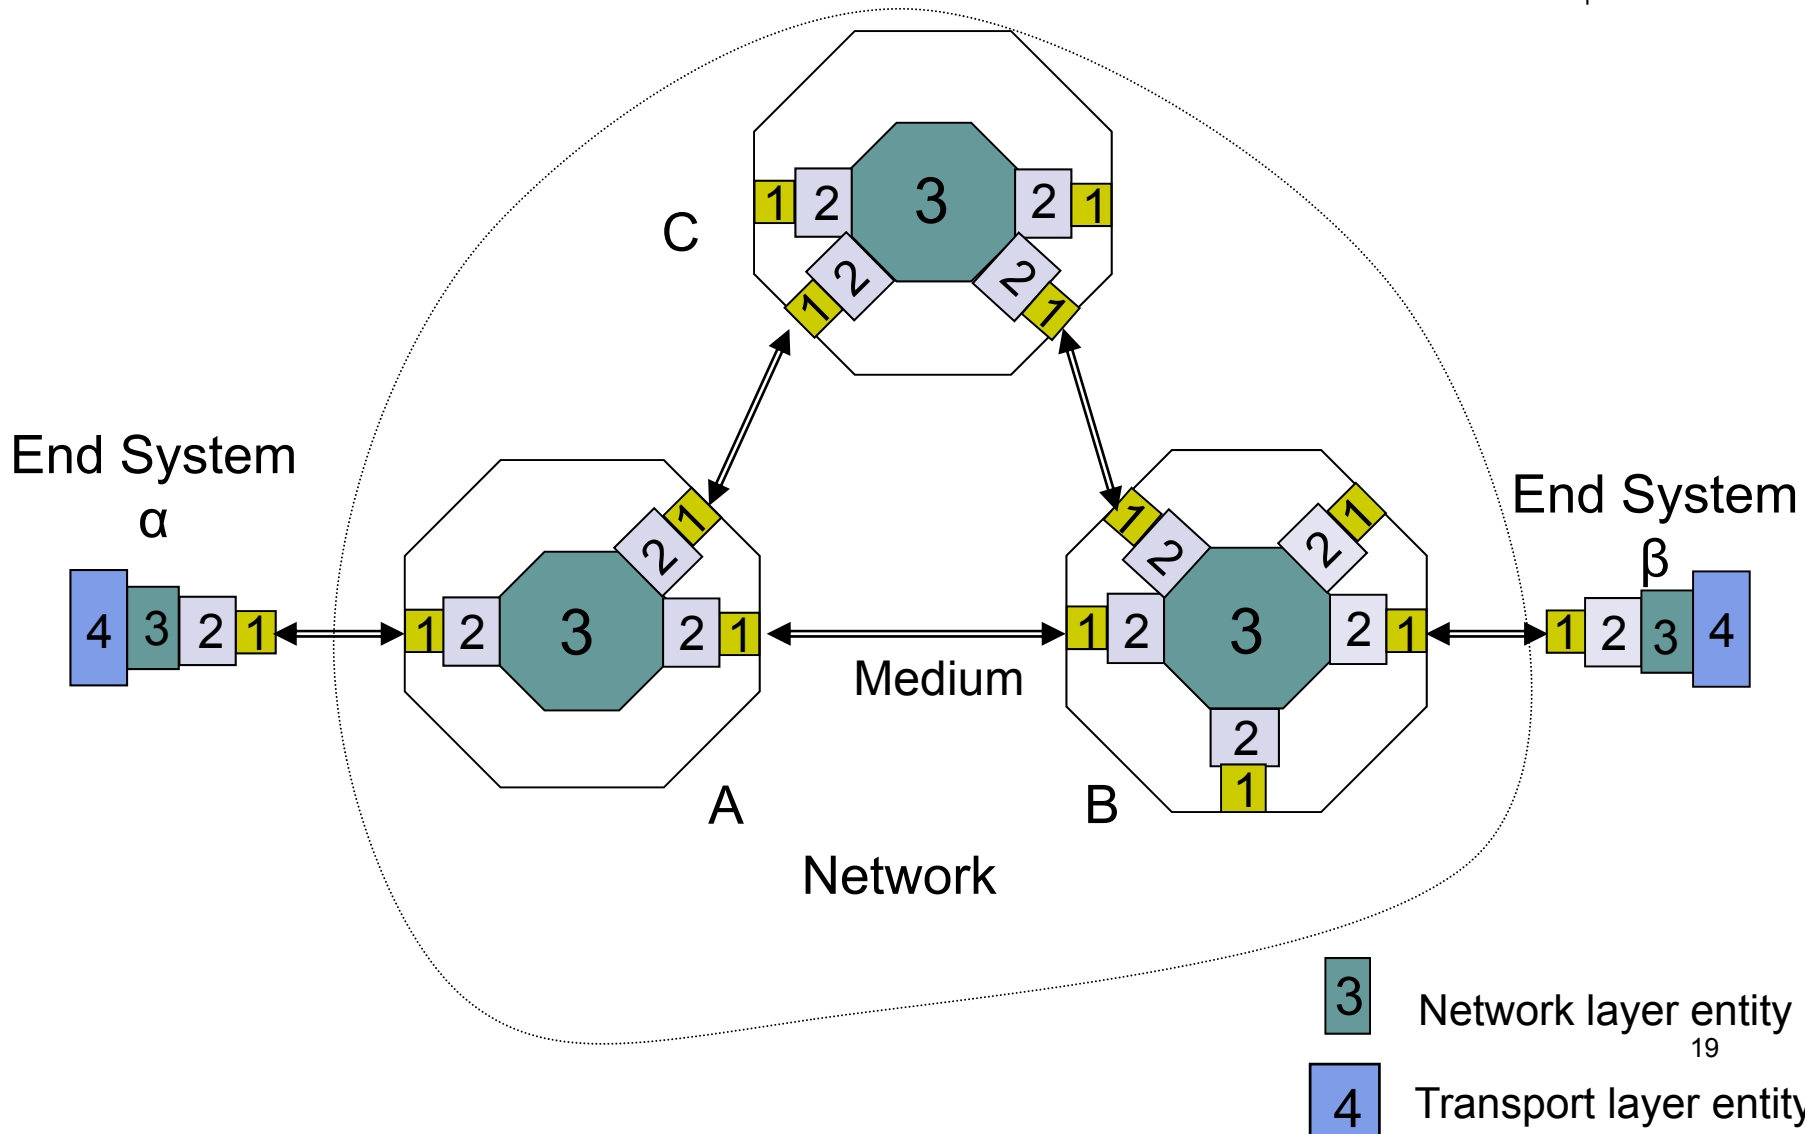 3
1 2
2 1
C
2
2
1
1
End System
α
End System
β
1
2
1
2
1
2
4 3 2 1
1 2
3
2 1
1 2
3
2 1
1 2 3 4
Medium
2
1
A
B
Network
3
Network layer entity
19
4
Transport layer entity